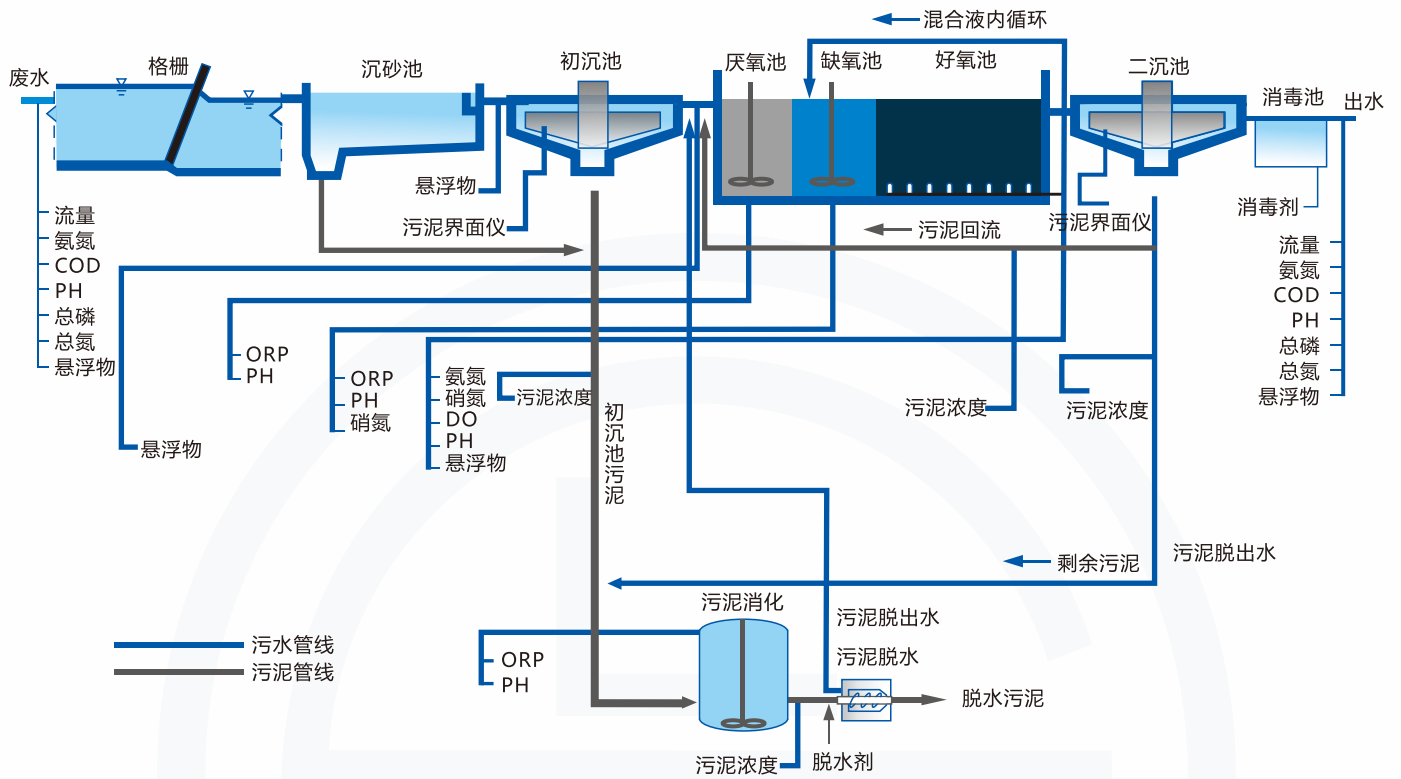 混合液内循环
废水
格栅
沉砂池
初沉池
厌氧池
缺氧池
好氧池
二沉池
消毒池
出水
悬浮物
污泥界面仪
污泥回流
污泥界面仪
消毒剂
流量
氨氮
COD
PH
总磷
总氮
悬浮物
流量
氨氮
COD
PH
总磷
总氮
悬浮物
ORP
PH
ORP
PH
硝氮
氨氮
硝氮
DO
PH
悬浮物
污泥浓度
初沉池污泥
污泥浓度
污泥浓度
悬浮物
污泥脱出水
剩余污泥
污泥消化
污泥脱出水
污水管线
污泥管线
ORP
PH
污泥脱水
脱水污泥
污泥浓度
脱水剂